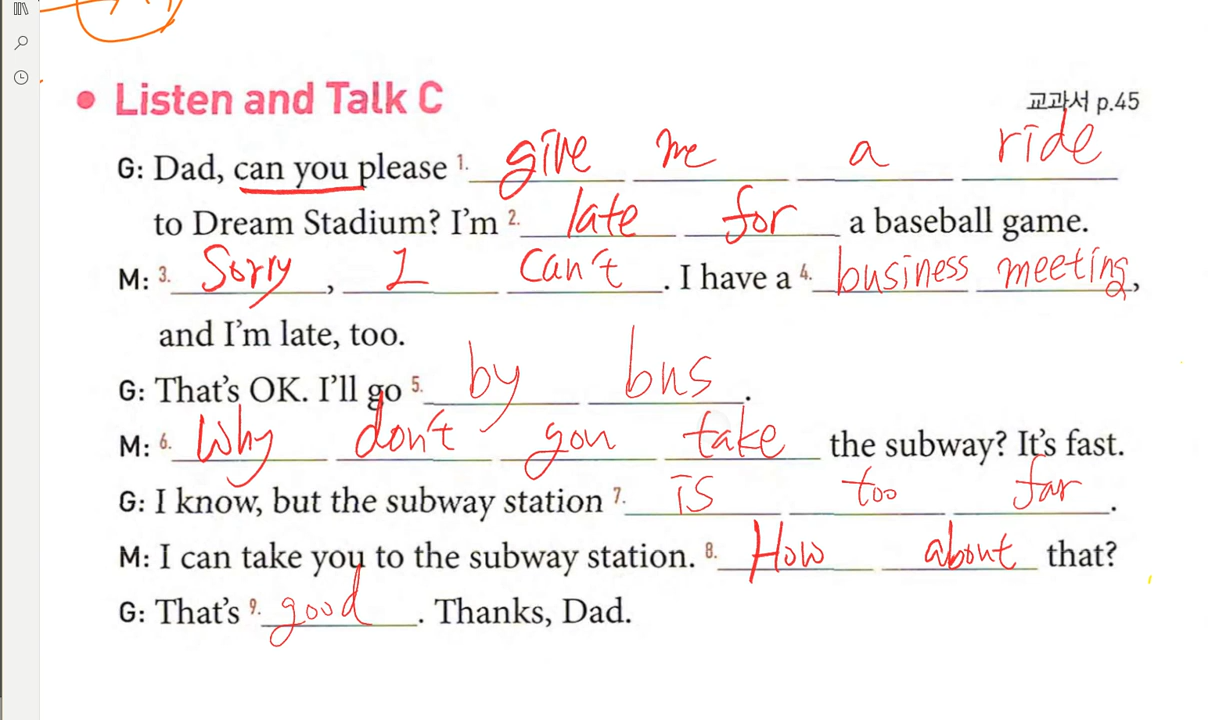 • Listen and Talk C
교과서 p.45
G: Dad, can you please 1. give me a ride
to Dream Stadium? I'm 2. late for a baseball game.
M: 3. Sorry, I can't. I have a 4. business meeting,
and I'm late, too.
G: That's OK. I'll go 5. by bus.
M: 6. Why don't you take the subway? It's fast.
G: I know, but the subway station 7. is too far.
M: I can take you to the subway station. 8. How about that?
G: That's 9. good. Thanks, Dad.